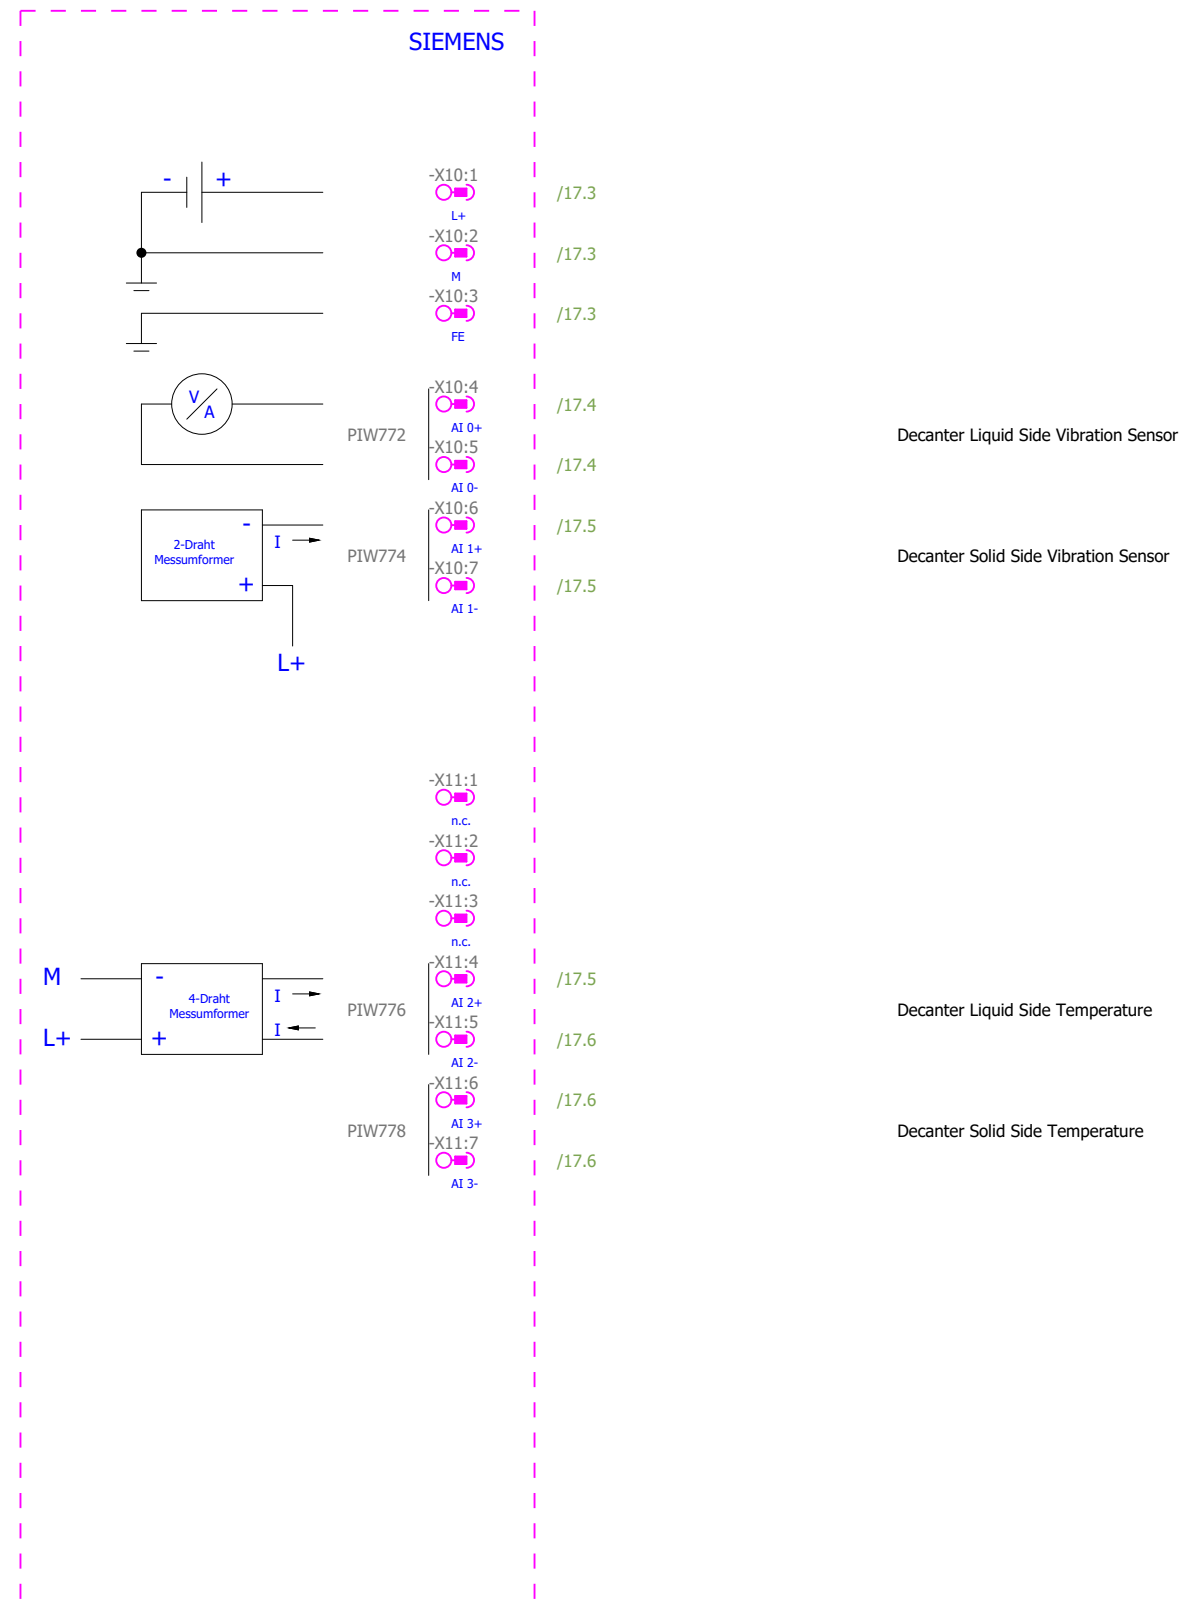 SIEMENS
- +
-X10:1
/17.3
L+
-X10:2
/17.3
M
-X10:3
/17.3
FE
V
A
-X10:4
/17.4
AI 0+
PIW772
Decanter Liquid Side Vibration Sensor
-X10:5
/17.4
AI 0-
-X10:6
-
/17.5
I
2-Draht
Messumformer
AI 1+
PIW774
Decanter Solid Side Vibration Sensor
-X10:7
+
/17.5
AI 1-
L+
-X11:1
n.c.
-X11:2
n.c.
-X11:3
n.c.
-X11:4
M
-
/17.5
I
4-Draht
Messumformer
AI 2+
PIW776
Decanter Liquid Side Temperature
-X11:5
I
L+
+
/17.6
AI 2-
-X11:6
/17.6
AI 3+
PIW778
Decanter Solid Side Temperature
-X11:7
/17.6
AI 3-